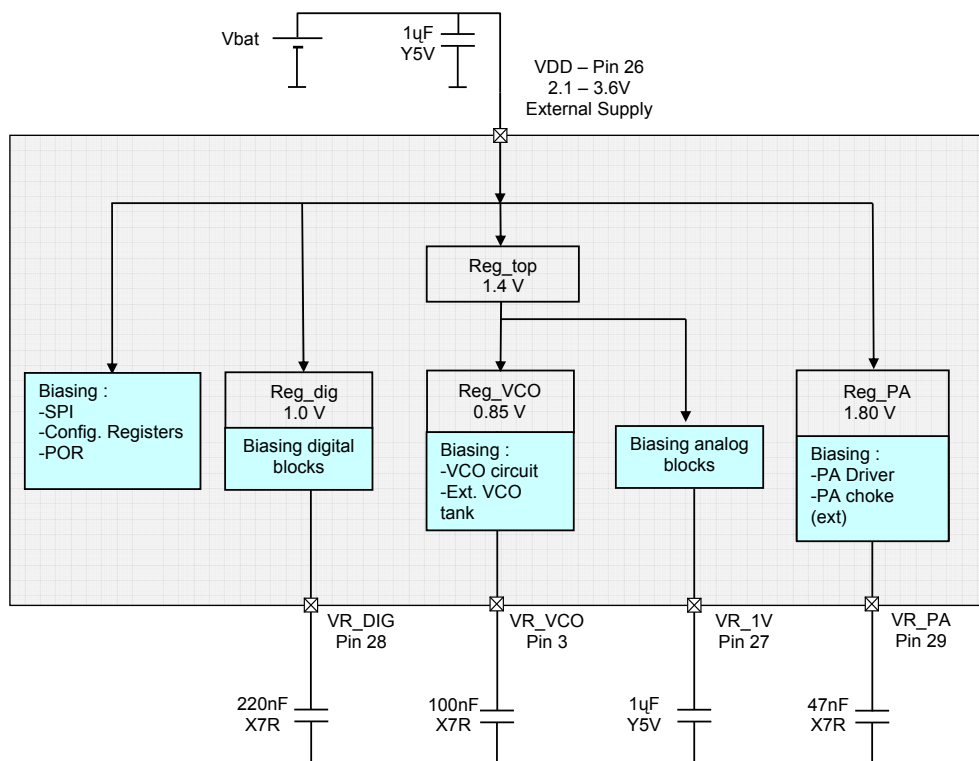 Vbat
1ɥF
Y5V
VDD – Pin 26
2.1 – 3.6V
External Supply
Reg_top
1.4 V
Biasing :
-SPI
-Config. Registers
-POR
Reg_dig
1.0 V
Biasing digital
blocks
Reg_VCO
0.85 V
Biasing :
-VCO circuit
-Ext. VCO
tank
Biasing analog
blocks
Reg_PA
1.80 V
Biasing :
-PA Driver
-PA choke
(ext)
VR_DIG
Pin 28
VR_VCO
Pin 3
VR_1V
Pin 27
VR_PA
Pin 29
220nF
X7R
100nF
X7R
1ɥF
Y5V
47nF
X7R